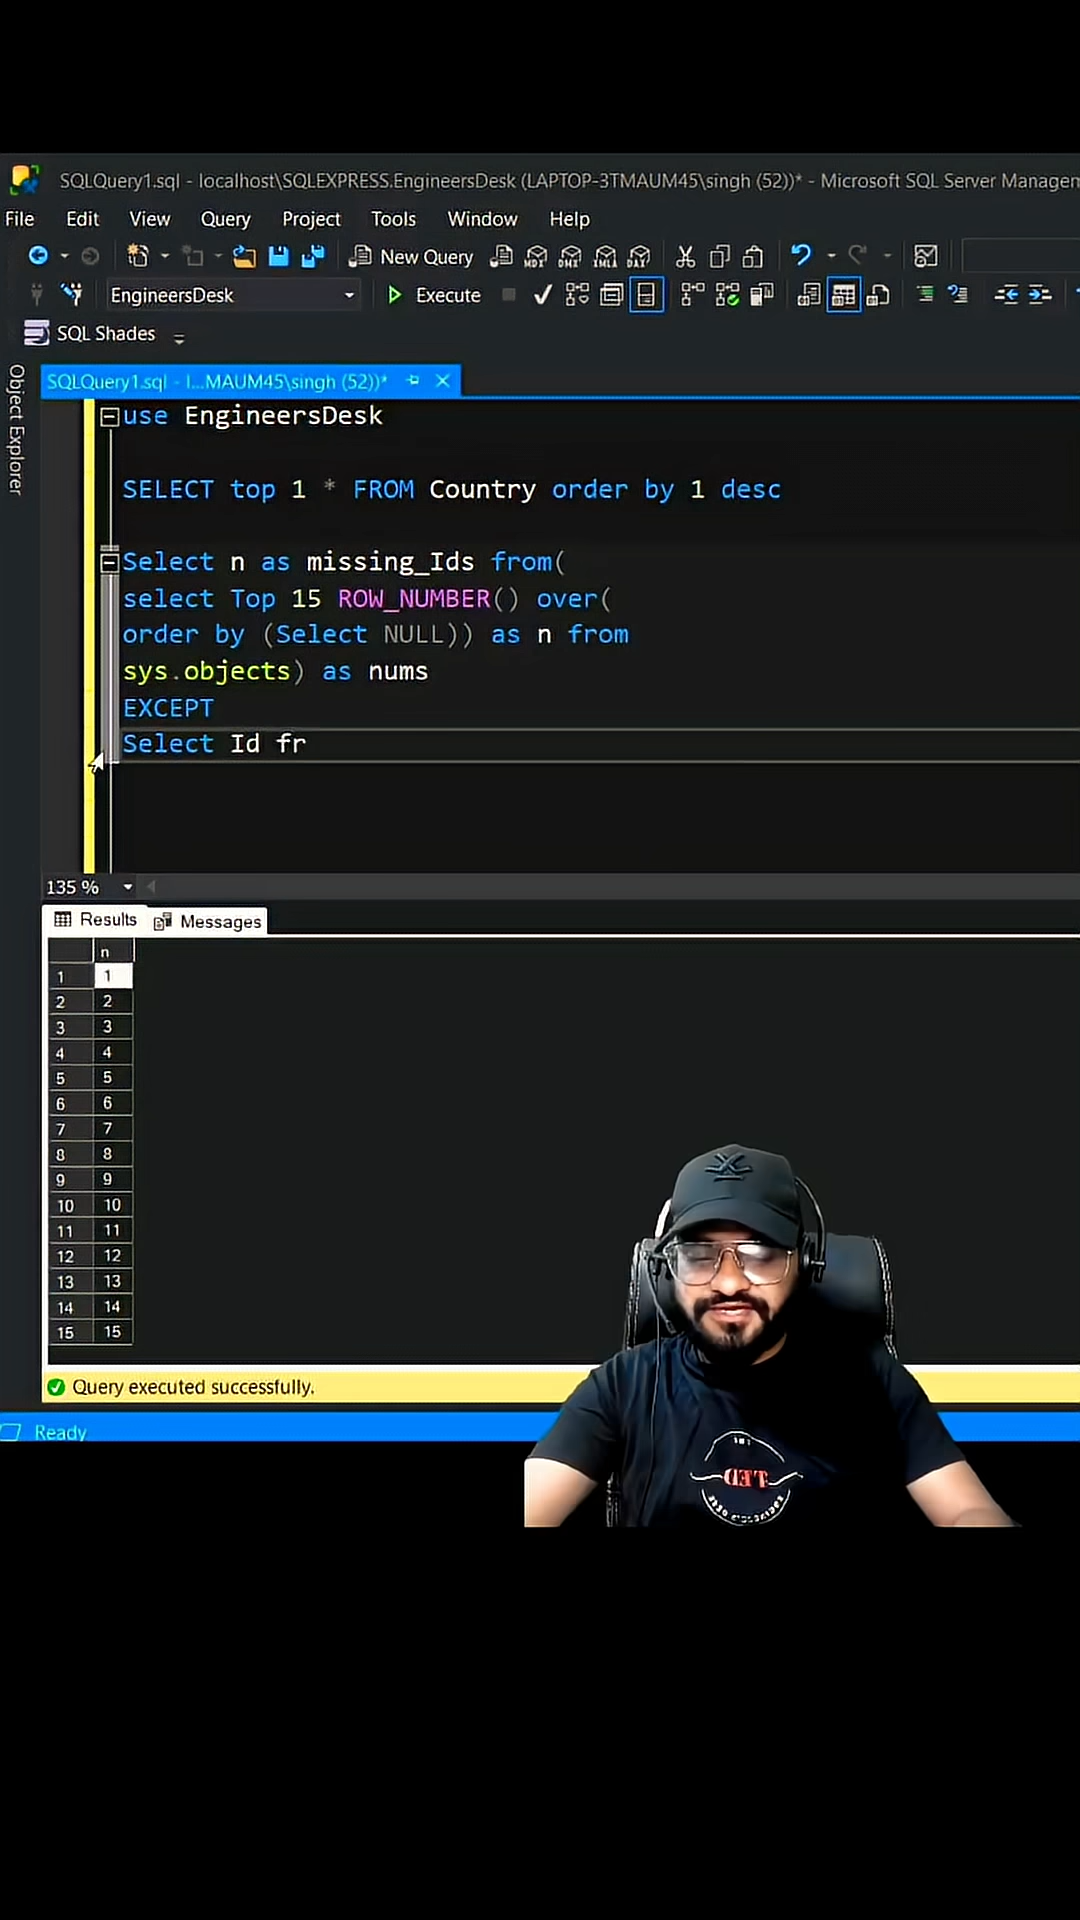 SQLQuery1.sql - localhost\SQLEXPRESS.EngineersDesk (LAPTOP-3TMAUM45\singh (52))* - Microsoft SQL Server Managem
File Edit View Query Project Tools Window Help
New Query MDX DMX XMLA DAX
EngineersDesk Execute
SQL Shades
Object Explorer
SQLQuery1.sql - l...MAUM45\singh (52))*
use EngineersDesk
SELECT top 1 * FROM Country order by 1 desc
Select n as missing_Ids from(
select Top 15 ROW_NUMBER() over(
order by (Select NULL)) as n from
sys.objects) as nums
EXCEPT
Select Id fr
135 %
Results Messages
n
1 1
2 2
3 3
4 4
5 5
6 6
7 7
8 8
9 9
10 10
11 11
12 12
13 13
14 14
15 15
Query executed successfully.
Ready
TED